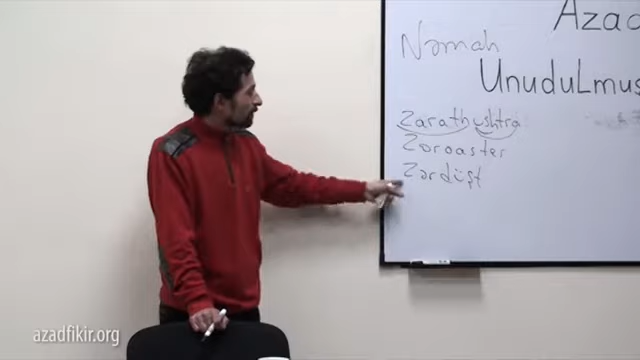 Azad
Nəmah
Unudulmuş
Zarathushtra
Zoroaster
Zərdüşt
azadfikir.org